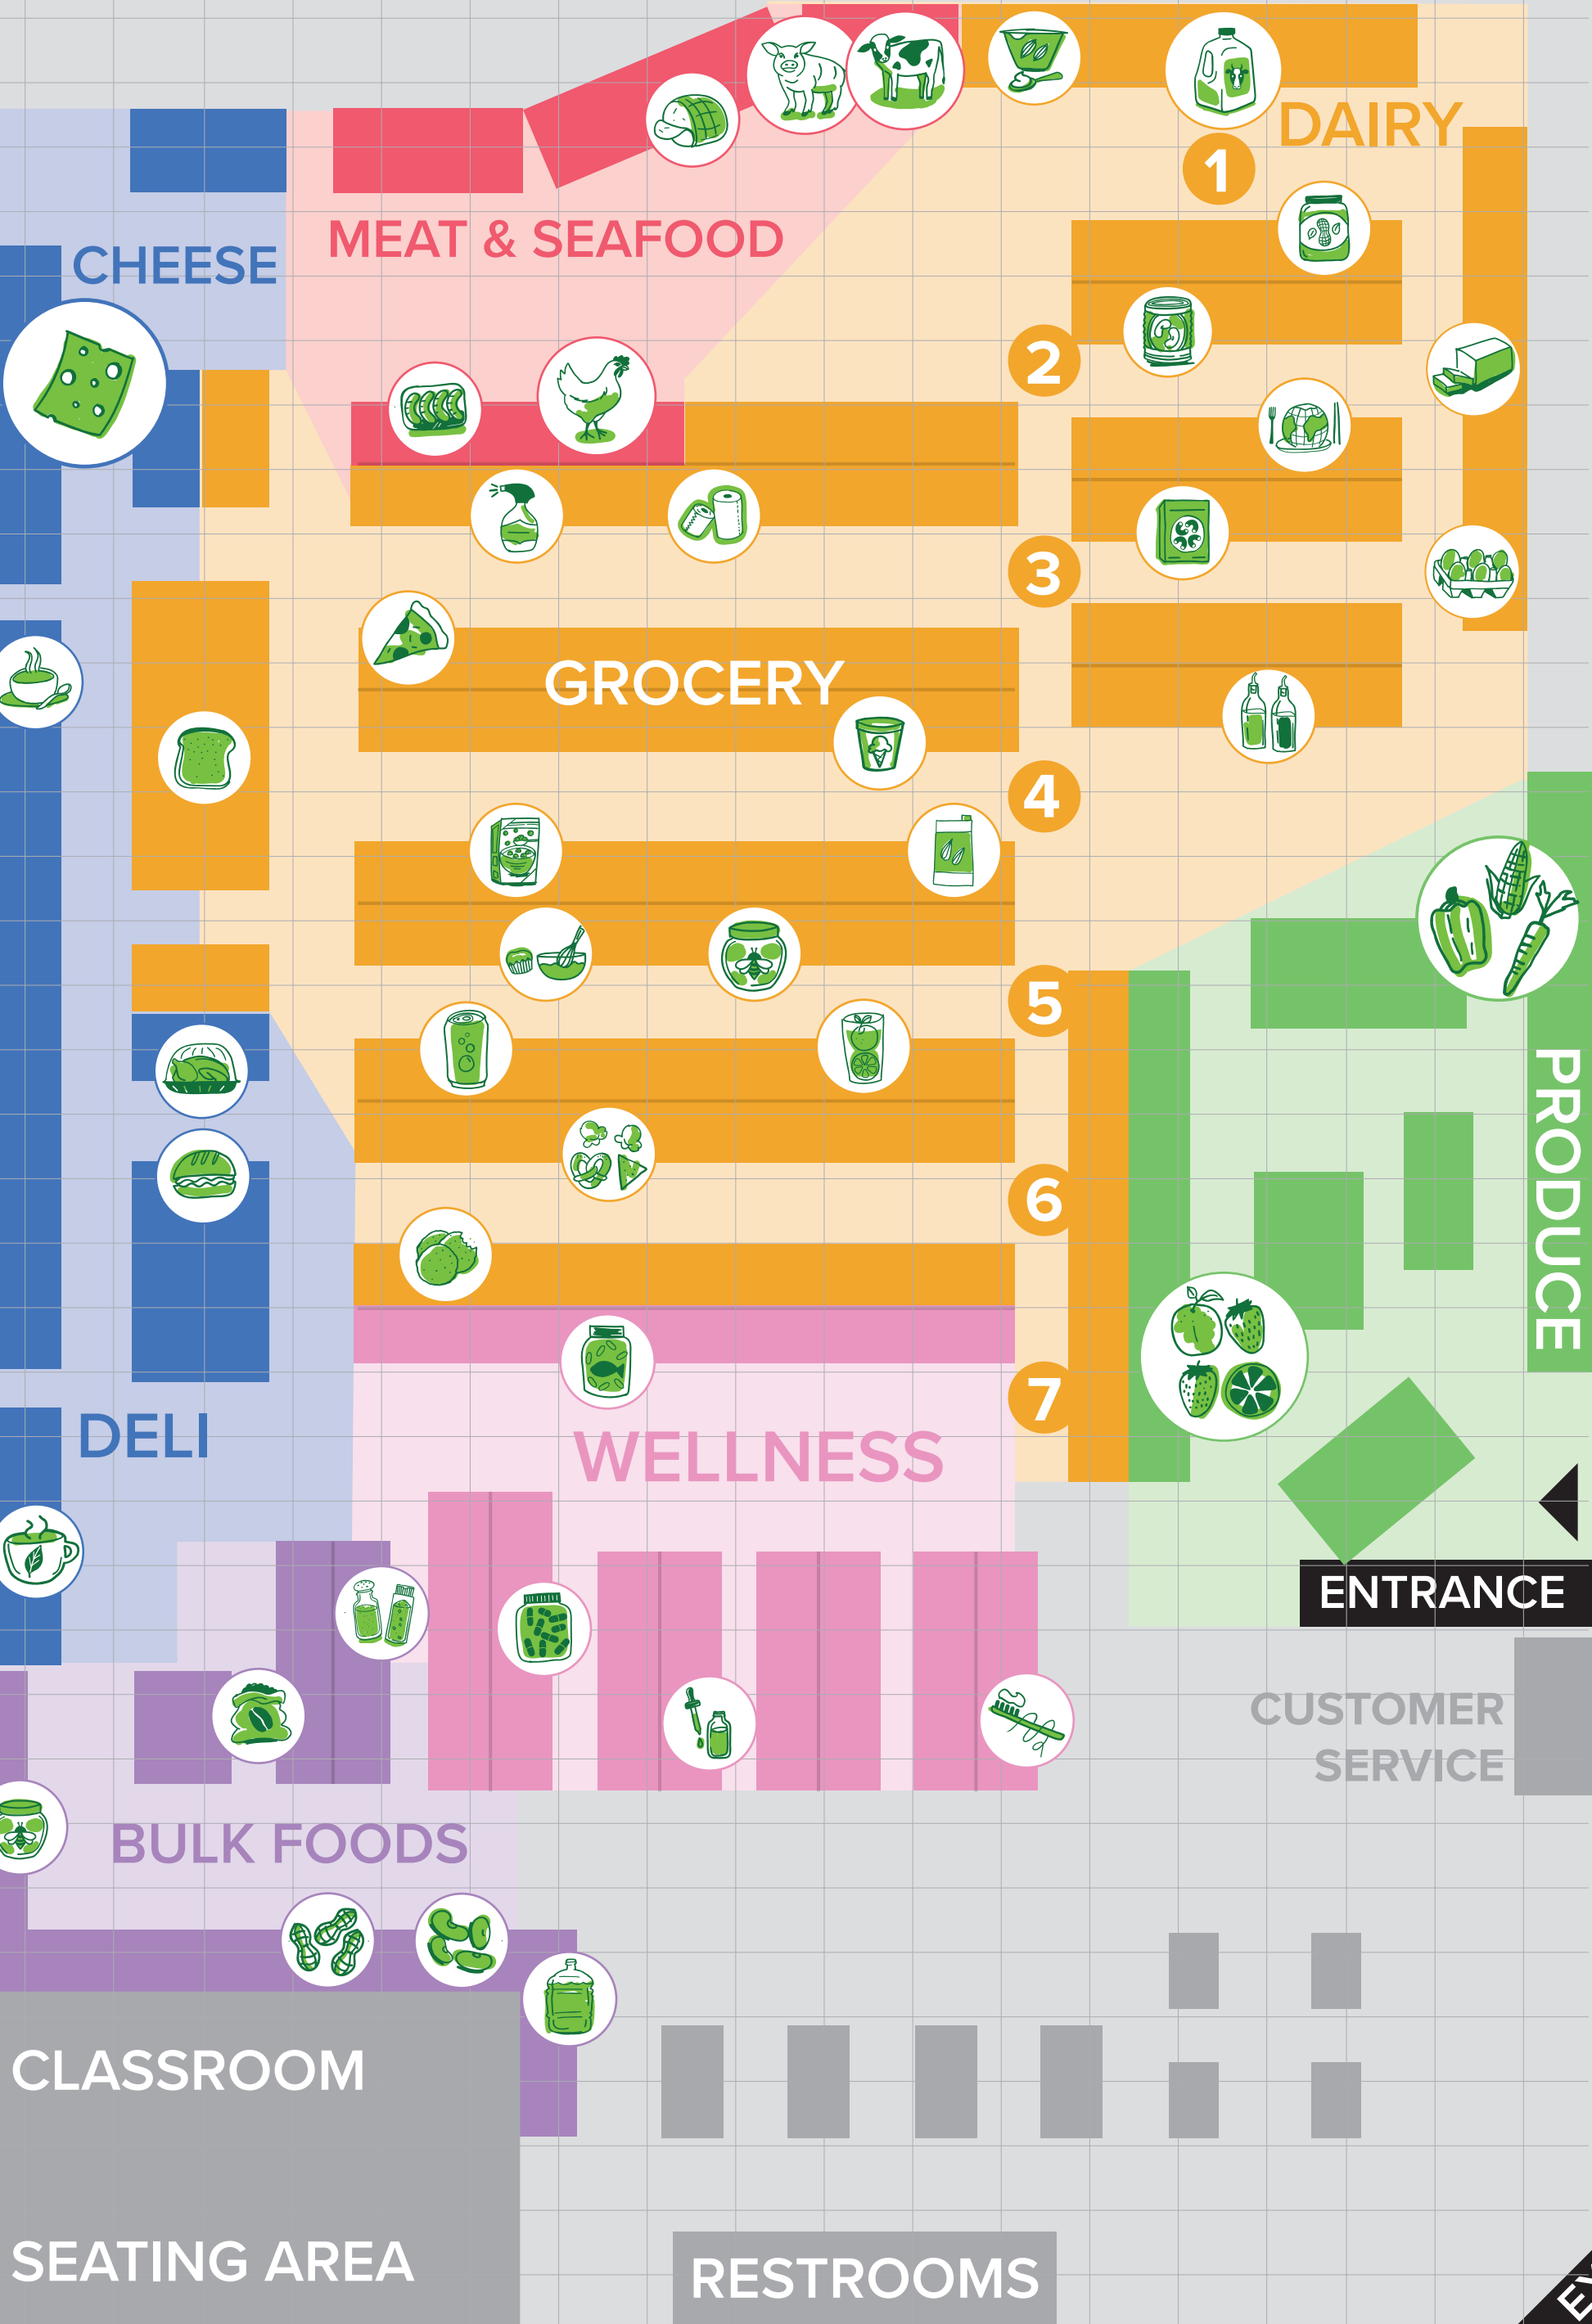 DAIRY
1
MEAT & SEAFOOD
CHEESE
2
3
GROCERY
4
5
PRODUCE
6
7
DELI
WELLNESS
ENTRANCE
CUSTOMER
SERVICE
BULK FOODS
CLASSROOM
SEATING AREA
RESTROOMS